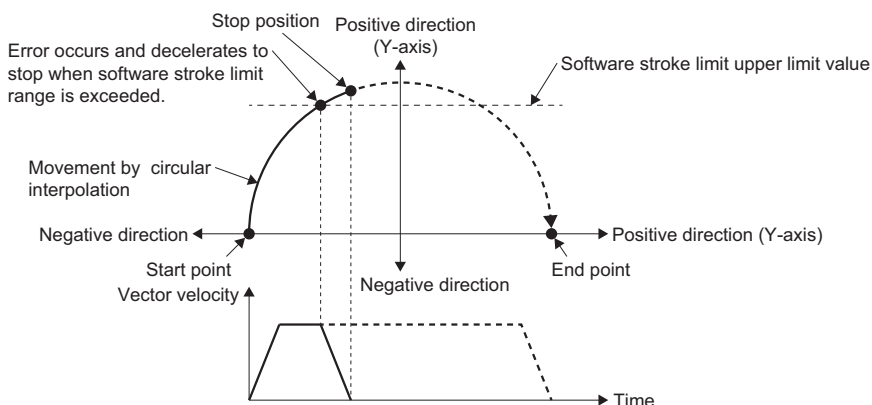 Stop position
Positive direction
(Y-axis)
Error occurs and decelerates to
stop when software stroke limit
range is exceeded.
Software stroke limit upper limit value
Movement by circular
interpolation
Negative direction
Positive direction (Y-axis)
Start point
End point
Negative direction
Vector velocity
Time